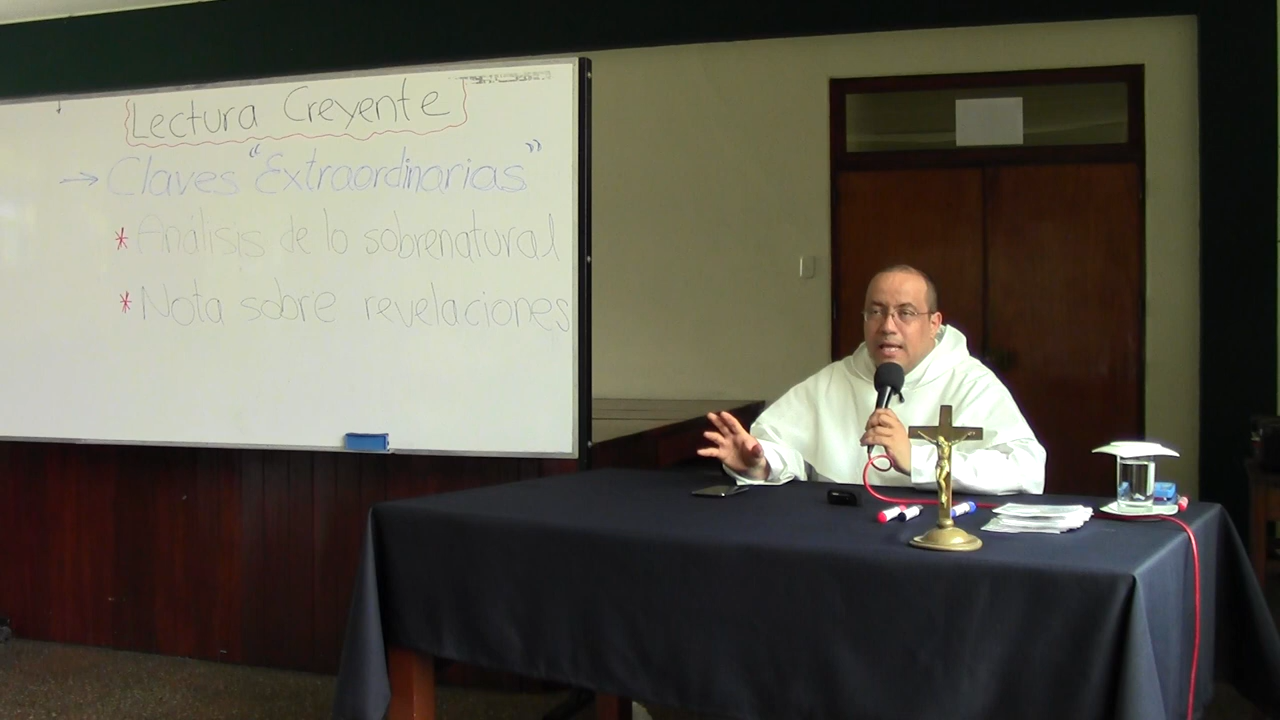 Lectura Creyente
→ Claves "Extraordinarias"
* Análisis de lo sobrenatural
* Nota sobre revelaciones